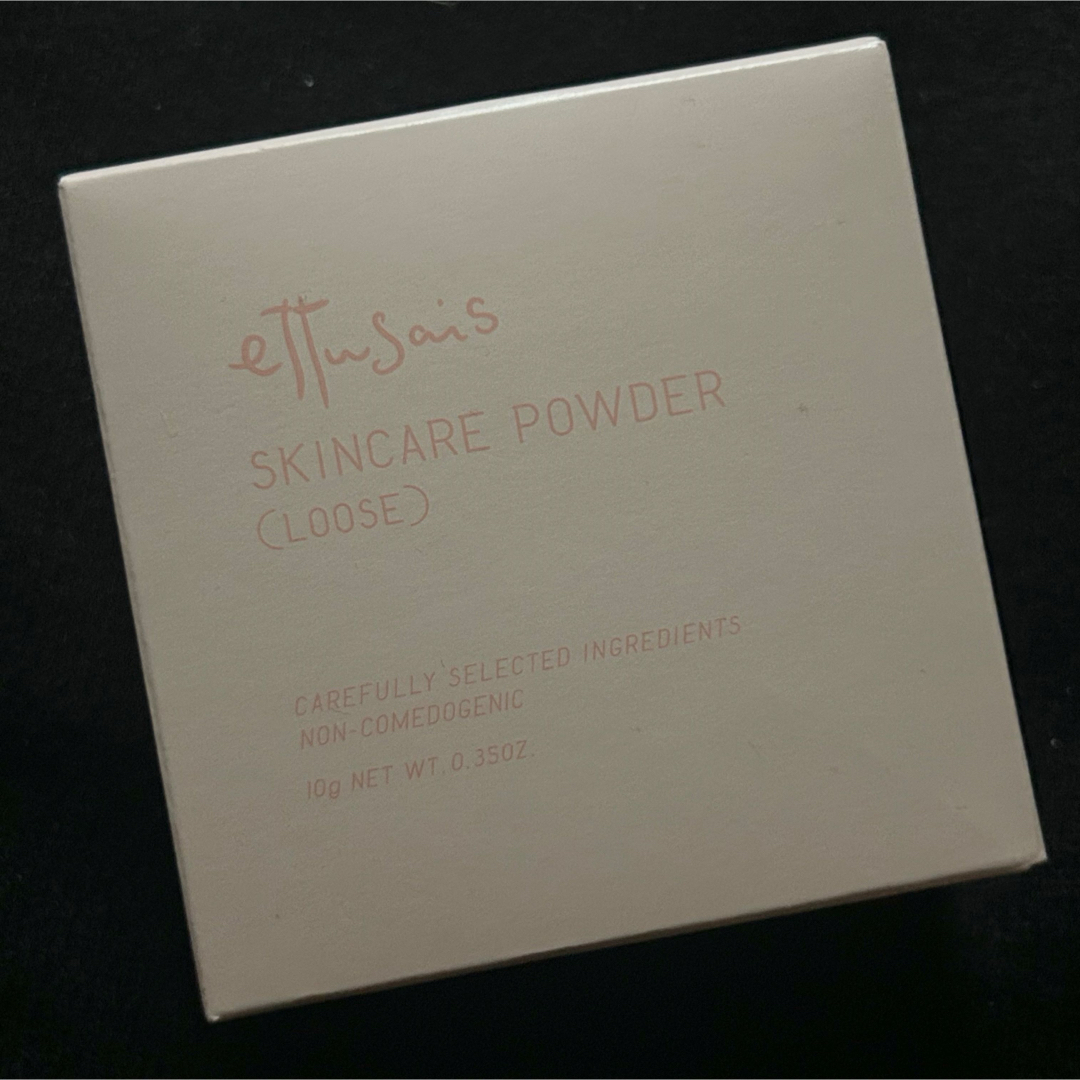 ettusais
SKINCARE POWDER
(LOOSE)
CAREFULLY SELECTED INGREDIENTS
NON-COMEDOGENIC
10g NET WT. 0.35OZ.